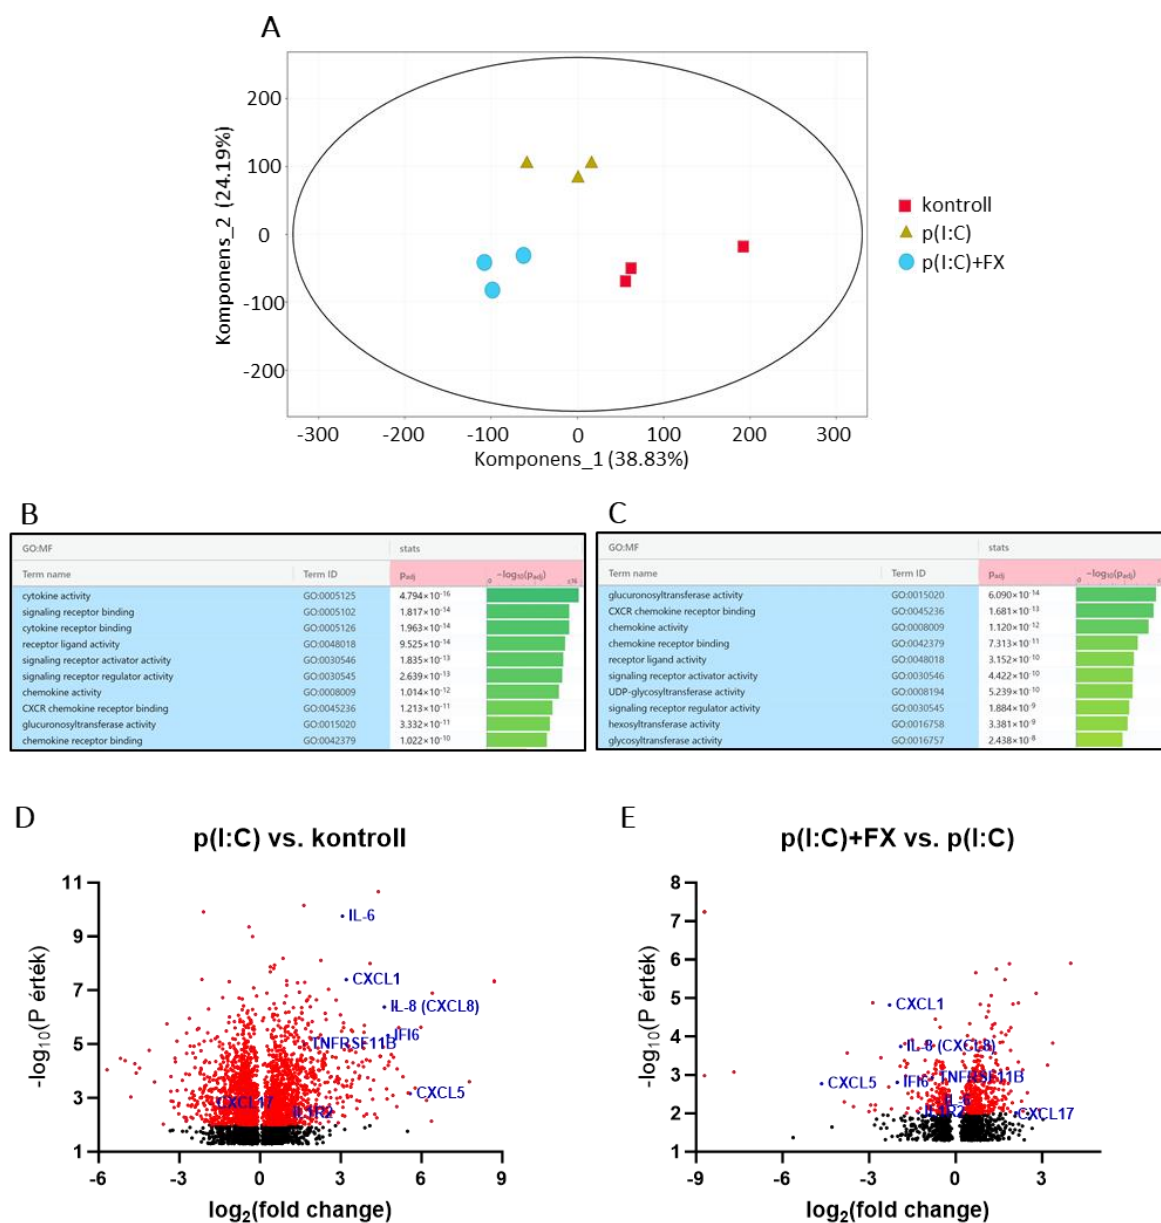 A
Komponens_2 (24.19%)
200
100
0
-100
-200
-300 -200 -100 0 100 200 300
Komponens_1 (38.83%)
kontroll
p(I:C)
p(I:C)+FX
B
GO:MF stats
Term name Term ID padj −log10(padj)
0 ≤16
cytokine activity GO:0005125 4.794×10-16
signaling receptor binding GO:0005102 1.817×10-14
cytokine receptor binding GO:0005126 1.963×10-14
receptor ligand activity GO:0048018 9.525×10-14
signaling receptor activator activity GO:0030546 1.835×10-13
signaling receptor regulator activity GO:0030545 2.639×10-13
chemokine activity GO:0008009 1.014×10-12
CXCR chemokine receptor binding GO:0045236 1.213×10-11
glucuronosyltransferase activity GO:0015020 3.332×10-11
chemokine receptor binding GO:0042379 1.022×10-10
C
GO:MF stats
Term name Term ID padj −log10(padj)
0
glucuronosyltransferase activity GO:0015020 6.090×10-14
CXCR chemokine receptor binding GO:0045236 1.681×10-13
chemokine activity GO:0008009 1.120×10-12
chemokine receptor binding GO:0042379 7.313×10-11
receptor ligand activity GO:0048018 3.152×10-10
signaling receptor activator activity GO:0030546 4.422×10-10
UDP-glycosyltransferase activity GO:0008194 5.239×10-10
signaling receptor regulator activity GO:0030545 1.884×10-9
hexosyltransferase activity GO:0016758 3.381×10-9
glycosyltransferase activity GO:0016757 2.438×10-8
D
p(I:C) vs. kontroll
-log10(P érték)
11
9
7
5
3
1
IL-6
CXCL1
IL-8 (CXCL8)
IFI6
TNFRSF11B
CXCL5
CXCL17
IL1R2
-6 -3 0 3 6 9
log2(fold change)
E
p(I:C)+FX vs. p(I:C)
-log10(P érték)
8
7
6
5
4
3
2
1
CXCL1
IL-8 (CXCL8)
CXCL5
IFI6
TNFRSF11B
IL-6
IL1R2
CXCL17
-9 -6 -3 0 3
log2(fold change)